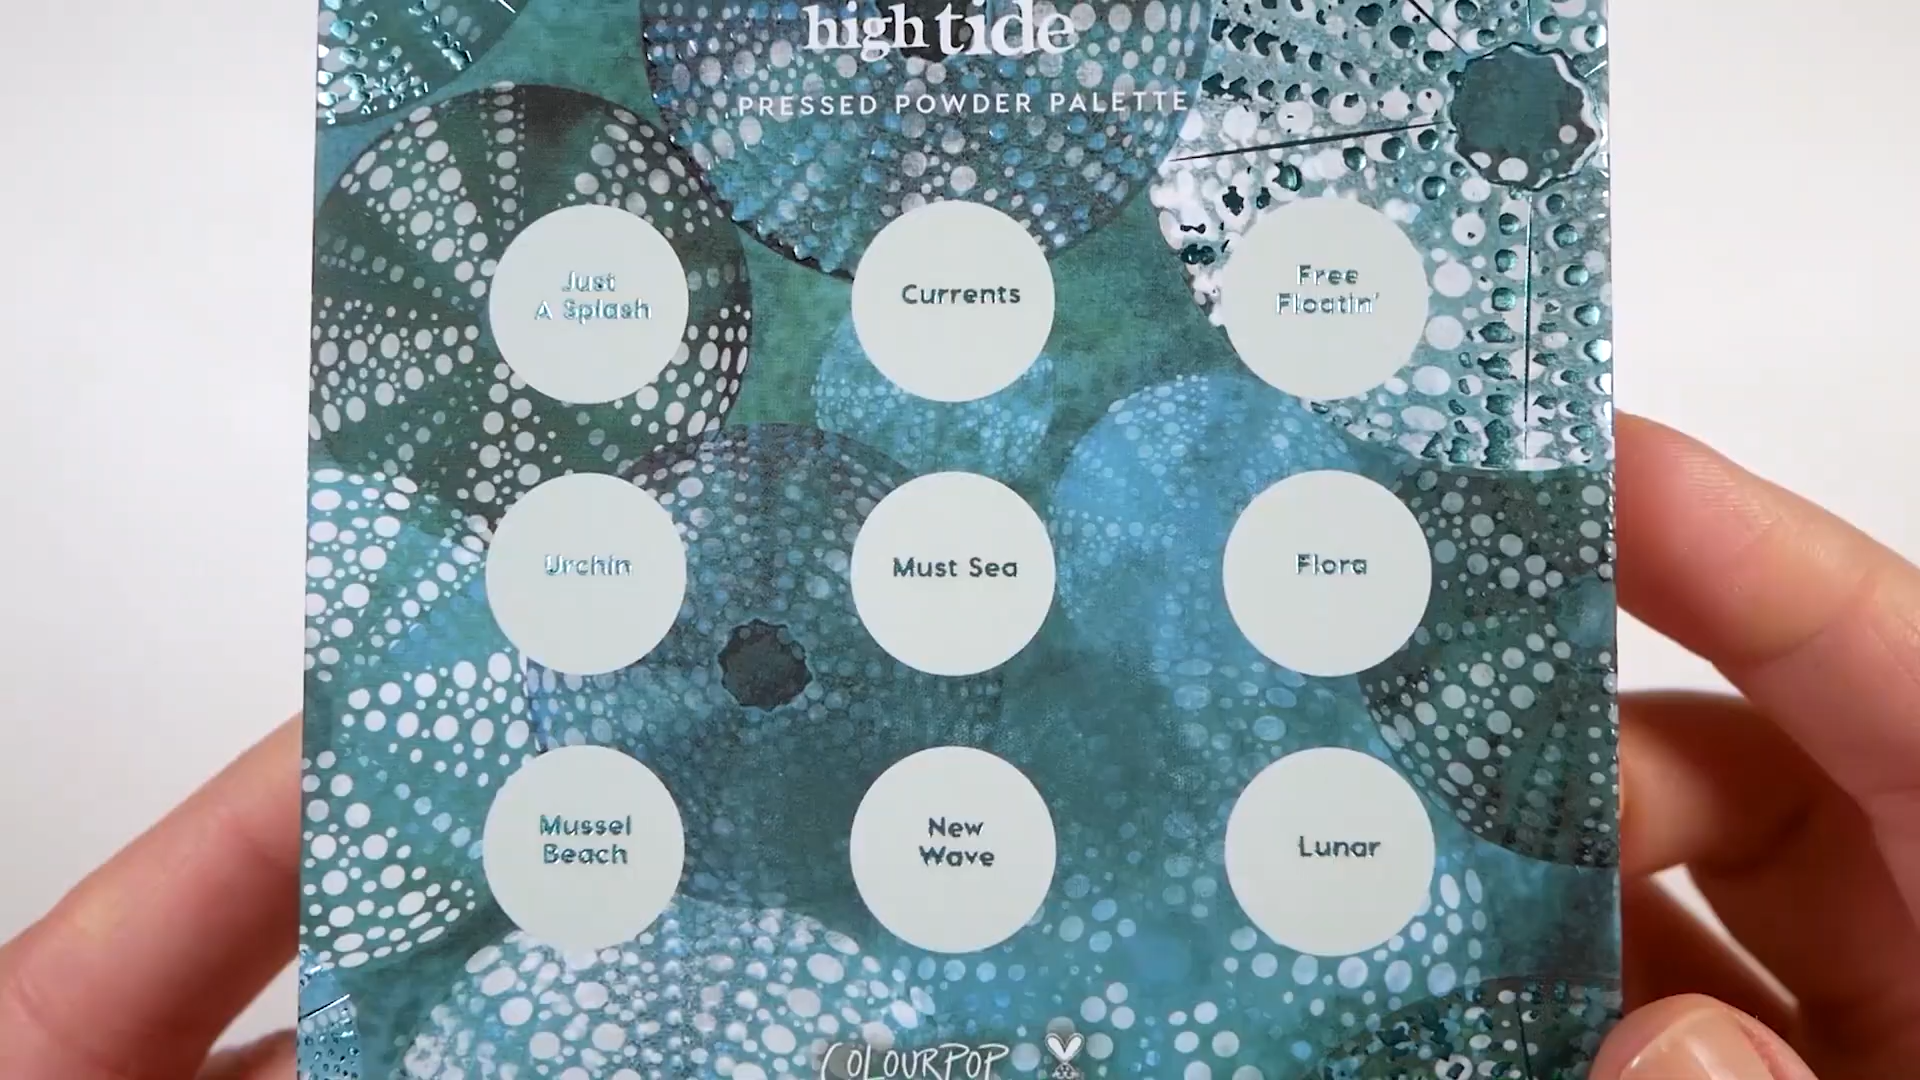 high tide
PRESSED POWDER PALETTE
Just
A Splash
Currents
Free
Floatin'
Urchin
Must Sea
Flora
Mussel
Beach
New
Wave
Lunar
COLOURPOP